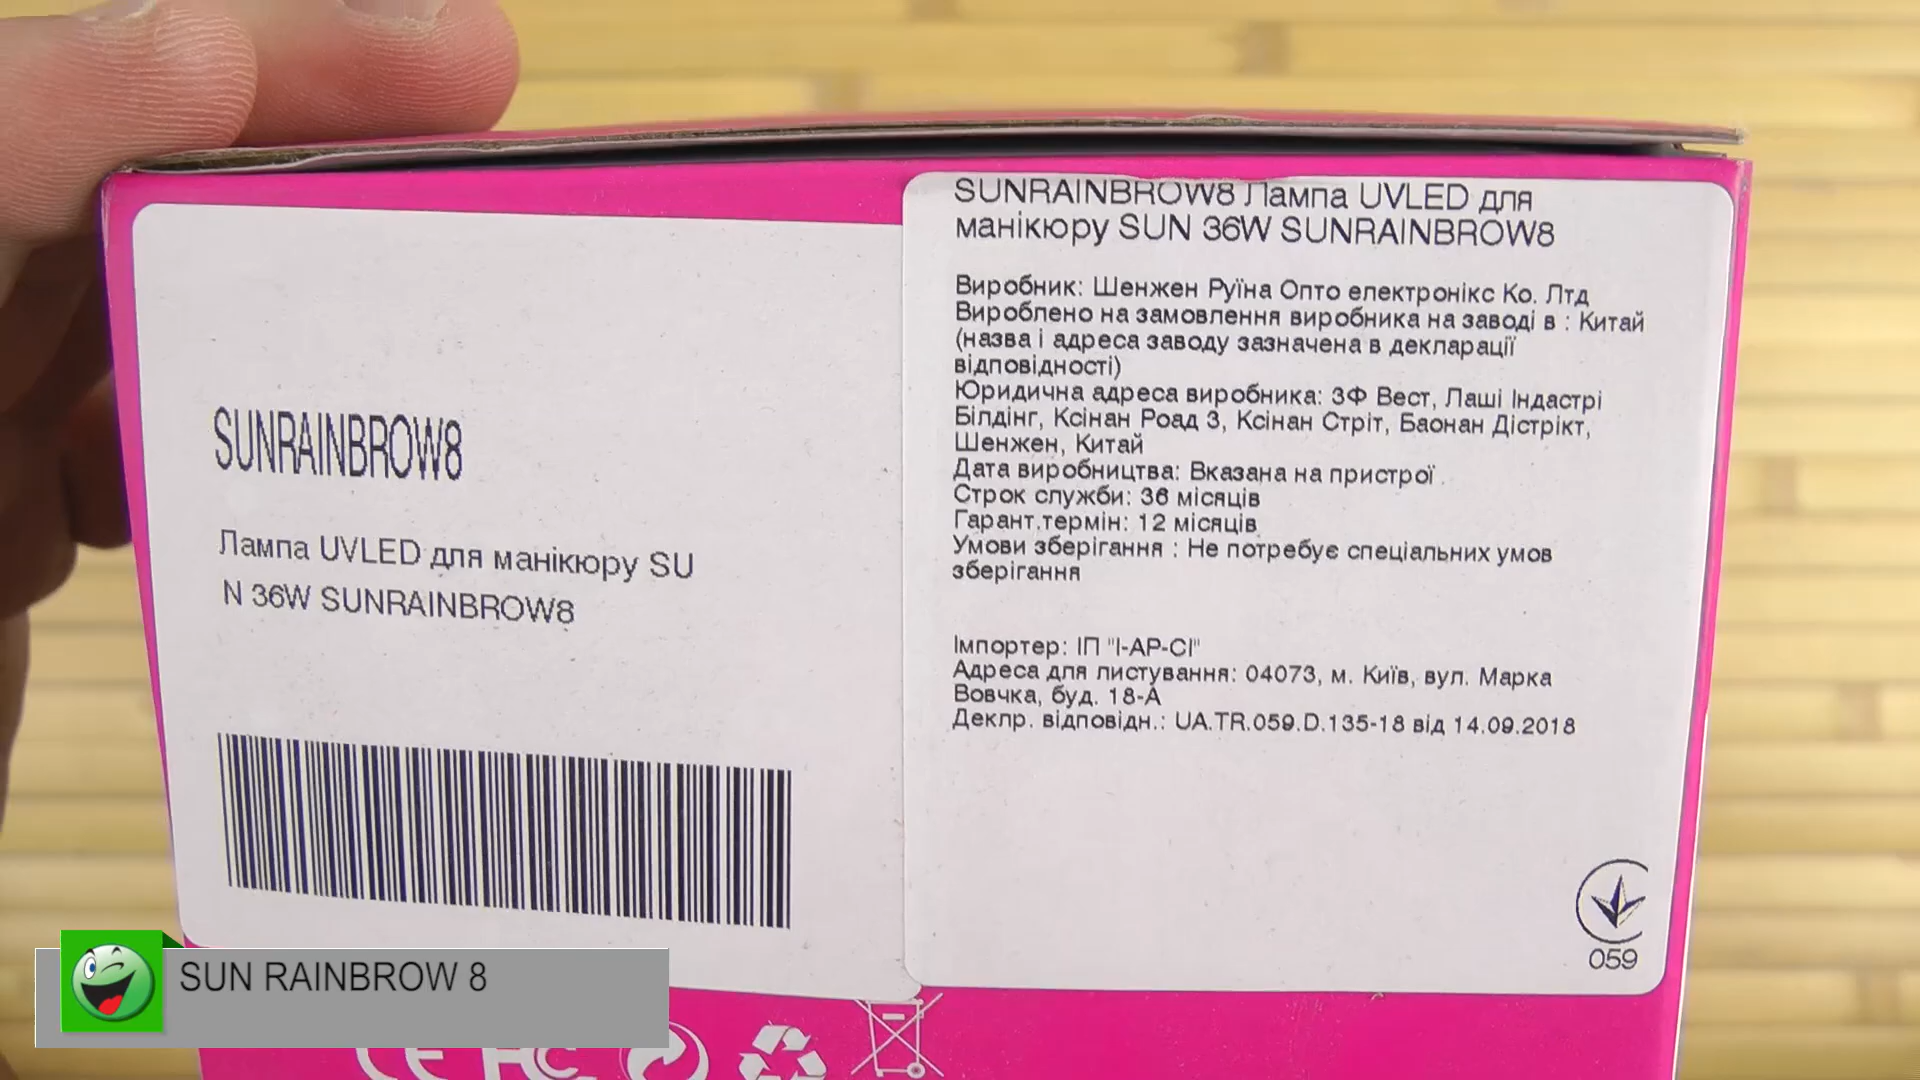 SUNRAINBROW8
Лампа UVLED для манікюру SU
N 36W SUNRAINBROW8
SUNRAINBROW8 Лампа UVLED для
манікюру SUN 36W SUNRAINBROW8
Виробник: Шенжен Руїна Опто електронікс Ко. Лтд
Вироблено на замовлення виробника на заводі в : Китай
(назва і адреса заводу зазначена в декларації
відповідності)
Юридична адреса виробника: 3Ф Вест, Лаші Індастрі
Білдінг, Ксінан Роад 3, Ксінан Стріт, Баонан Дістрікт,
Шенжен, Китай
Дата виробництва: Вказана на пристрої .
Строк служби: 36 місяців
Гарант.термін: 12 місяців
Умови зберігання : Не потребує спеціальних умов
зберігання
Імпортер: ІП "І-АР-СІ"
Адреса для листування: 04073, м. Київ, вул. Марка
Вовчка, буд. 18-А
Деклр. відповідн.: UA.TR.059.D.135-18 від 14.09.2018
059
SUN RAINBROW 8
CE FC